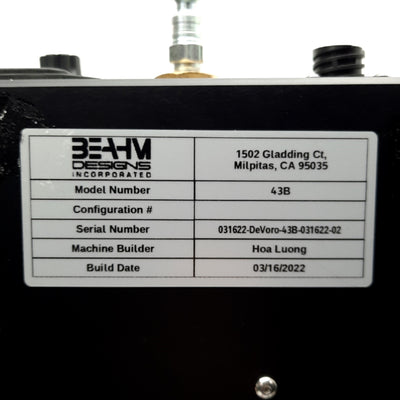 BEAHM
DESIGNS
INCORPORATED
1502 Gladding Ct,
Milpitas, CA 95035
Model Number 43B
Configuration #
Serial Number 031622-DeVoro-43B-031622-02
Machine Builder Hoa Luong
Build Date 03/16/2022